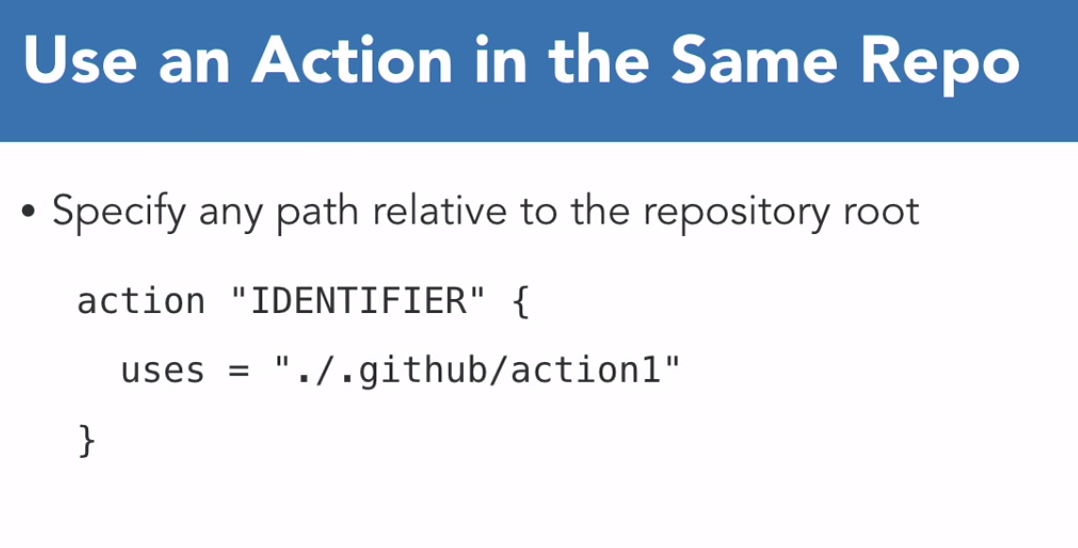 Use an Action in the Same Repo
• Specify any path relative to the repository root
action "IDENTIFIER" {
uses = "./.github/action1"
}